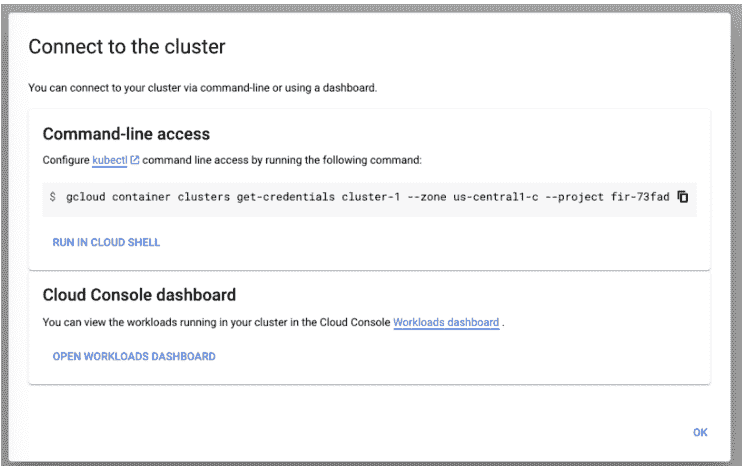 Connect to the cluster
You can connect to your cluster via command-line or using a dashboard.
Command-line access
Configure kubectl command line access by running the following command:
$ gcloud container clusters get-credentials cluster-1 --zone us-central1-c --project fir-73fad
RUN IN CLOUD SHELL
Cloud Console dashboard
You can view the workloads running in your cluster in the Cloud Console Workloads dashboard .
OPEN WORKLOADS DASHBOARD
OK